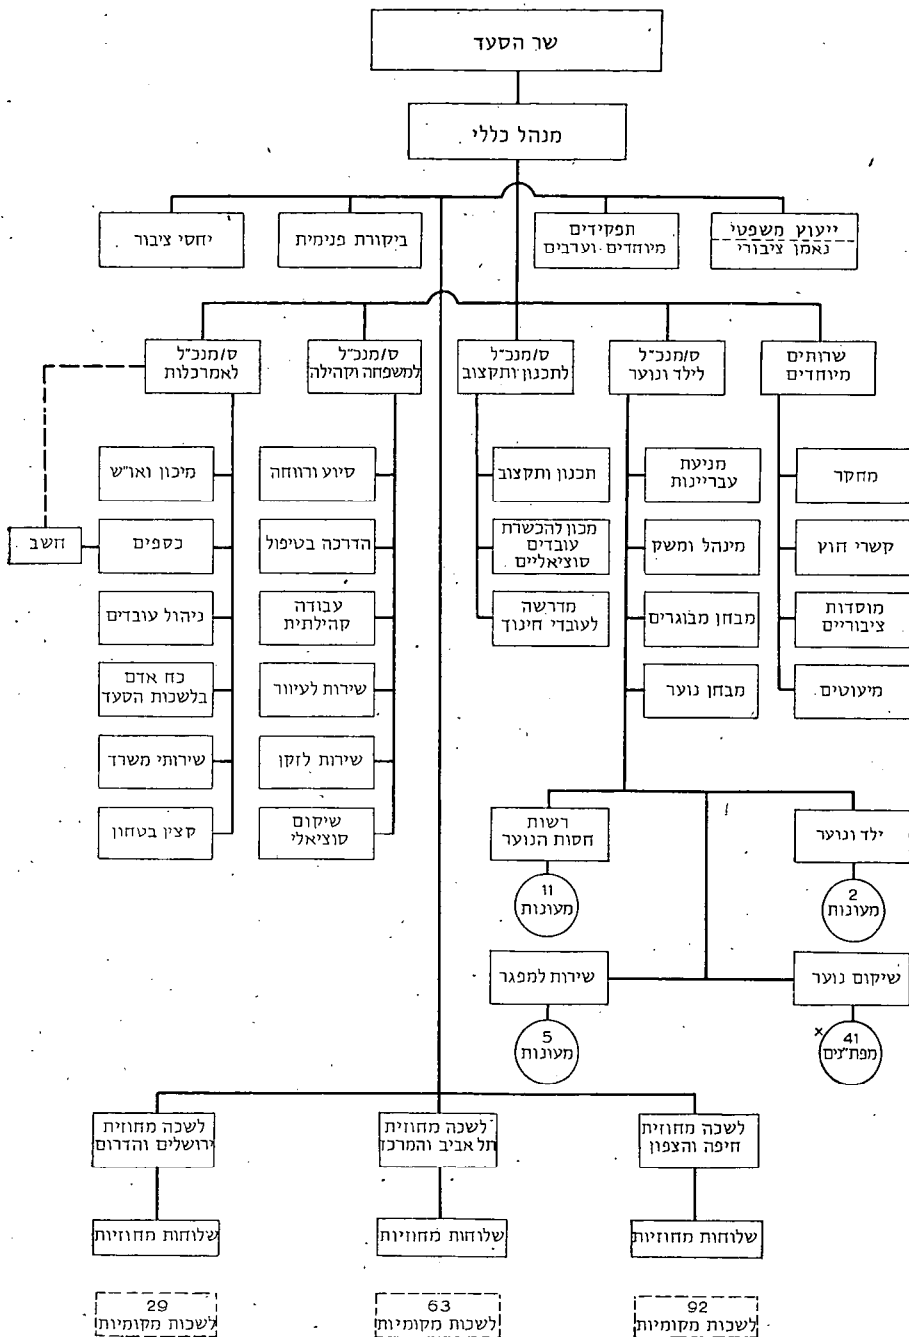 שר הסעד
מנהל כללי
ייעוץ משפטי
נאמן ציבורי
תפקידים
מיוחדים וערבים
ביקורת פנימית
יחסי ציבור
שרותים
מיוחדים
ס/מנכ"ל
לילד ונוער
ס/מנכ"ל
לתכנון ותקצוב
ס/מנכ"ל
למשפחה וקהילה
ס/מנכ"ל
לאמרכלות
מחקר
קשרי חוץ
מוסדות
ציבוריים
מיעוטים
מניעת
עבריינות
מינהל ומשק
מבחן מבוגרים
מבחן נוער
תכנון ותקצוב
מכון להכשרת
עובדים
סוציאליים
מדרשה
לעובדי חינוך
סיוע ורווחה
הדרכה בטיפול
עבודה
קהילתית
שירות לעיוור
שירות לזקן
שיקום
סוציאלי
מיכון ואו"ש
כספים
חשב
ניהול עובדים
כח אדם
בלשכות הסעד
שירותי משרד
קצין בטחון
ילד ונוער
2
מעונות
רשות
חסות הנוער
11
מעונות
שיקום נוער
41
מפת"נים
x
שירות למפגר
5
מעונות
לשכה מחוזית
חיפה והצפון
לשכה מחוזית
תל אביב והמרכז
לשכה מחוזית
ירושלים והדרום
שלוחות מחוזיות
שלוחות מחוזיות
שלוחות מחוזיות
92
לשכות מקומיות
63
לשכות מקומיות
29
לשכות מקומיות